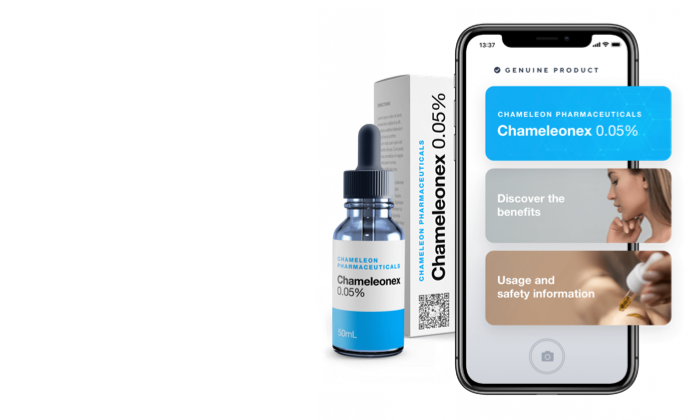 CHAMELEON
PHARMACEUTICALS
Chameleonex
0.05%
50mL
CHAMELEON PHARMACEUTICALS
Chameleonex 0.05%
13:37
GENUINE PRODUCT
CHAMELEON PHARMACEUTICALS
Chameleonex 0.05%
Discover the
benefits
Usage and
safety information